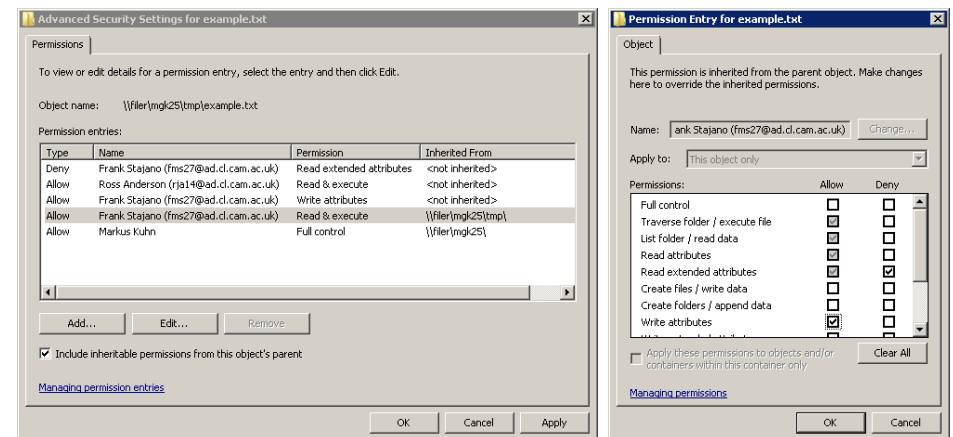 Advanced Security Settings for example.txt
Permissions
To view or edit details for a permission entry, select the entry and then click Edit.
Object name: \\filer\mgk25\tmp\example.txt
Permission entries:
Type Name Permission Inherited From
Deny Frank Stajano (fms27@ad.cl.cam.ac.uk) Read extended attributes <not inherited>
Allow Ross Anderson (rja14@ad.cl.cam.ac.uk) Read & execute <not inherited>
Allow Frank Stajano (fms27@ad.cl.cam.ac.uk) Write attributes <not inherited>
Allow Frank Stajano (fms27@ad.cl.cam.ac.uk) Read & execute \\filer\mgk25\tmp\
Allow Markus Kuhn Full control \\filer\mgk25\
Add... Edit... Remove
Include inheritable permissions from this object's parent
Managing permission entries
OK Cancel Apply
Permission Entry for example.txt
Object
This permission is inherited from the parent object. Make changes
here to override the inherited permissions.
Name: ank Stajano (fms27@ad.cl.cam.ac.uk) Change...
Apply to: This object only
Permissions: Allow Deny
Full control
Traverse folder / execute file
List folder / read data
Read attributes
Read extended attributes
Create files / write data
Create folders / append data
Write attributes
Apply these permissions to objects and/or
containers within this container only
Clear All
Managing permissions
OK Cancel